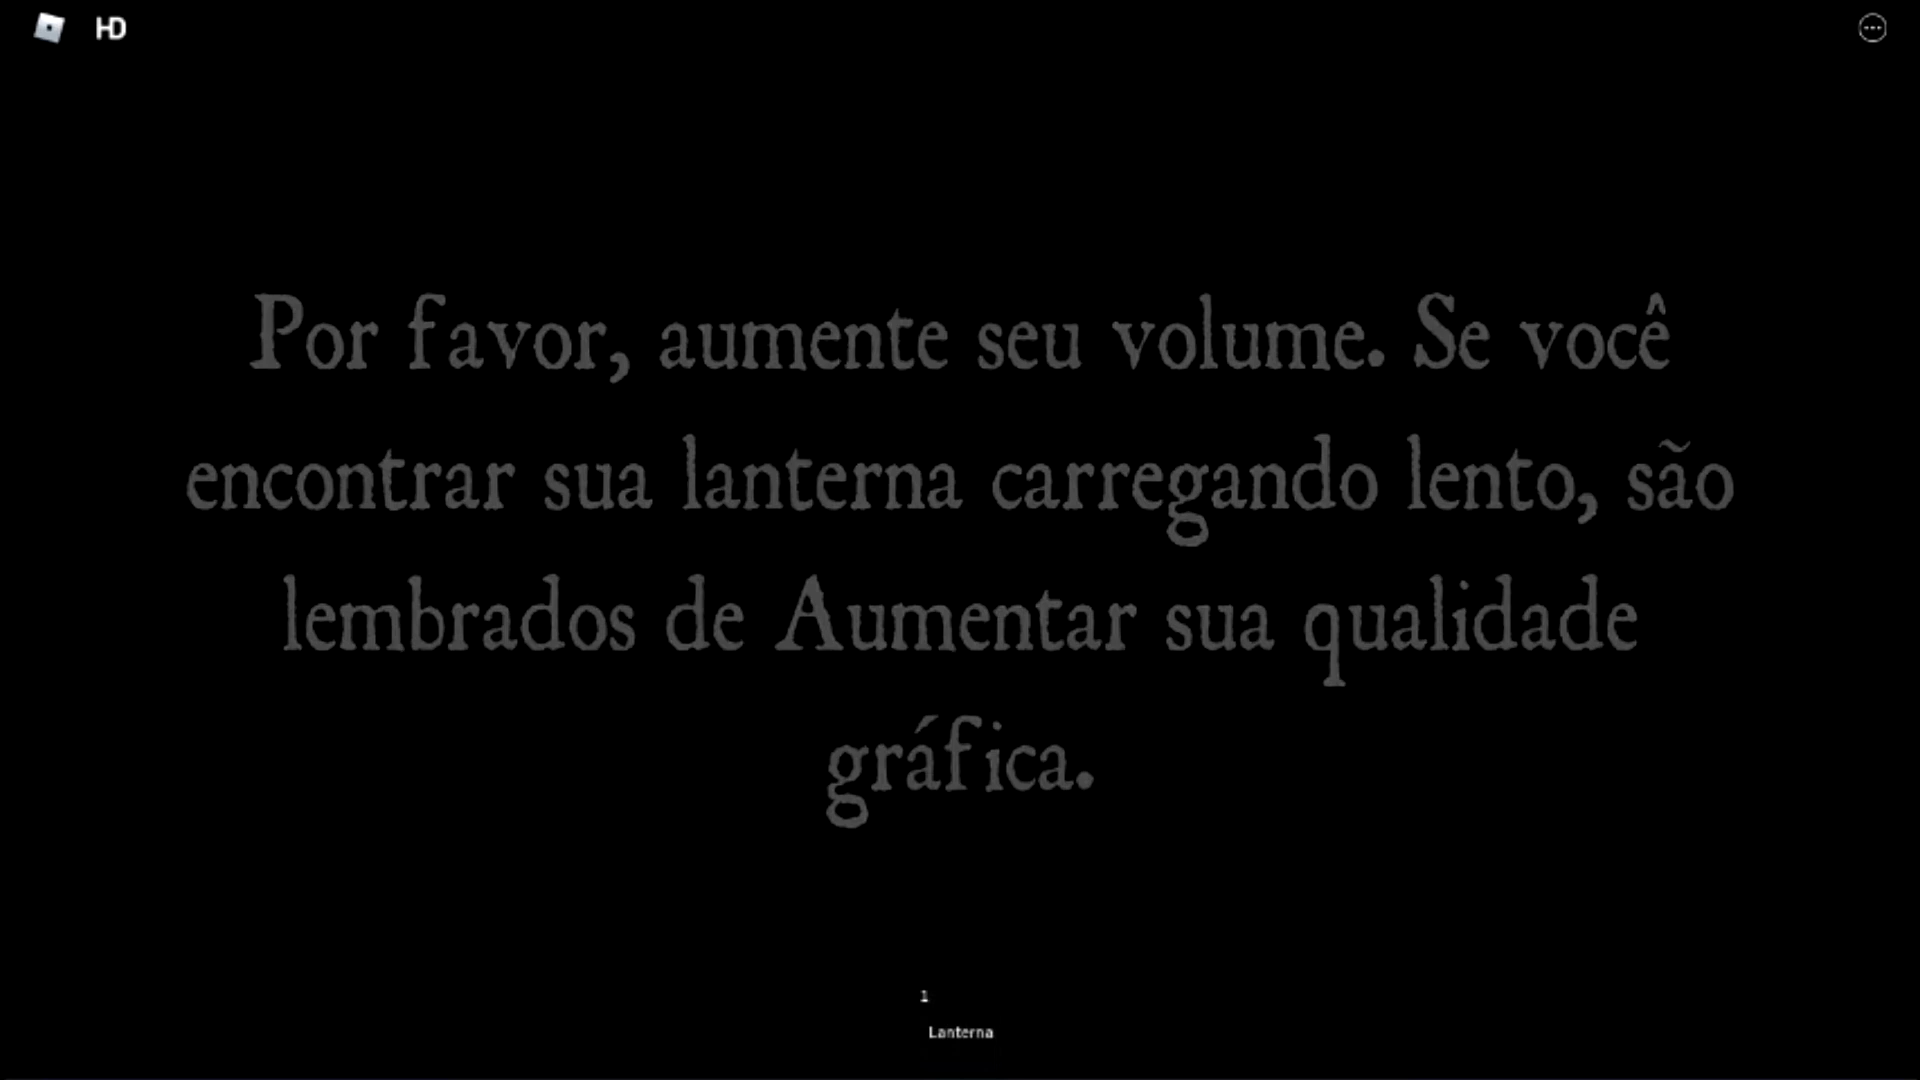 HD
Por favor, aumente seu volume. Se você
encontrar sua lanterna carregando lento, são
lembrados de Aumentar sua qualidade
gráfica.
1
Lanterna